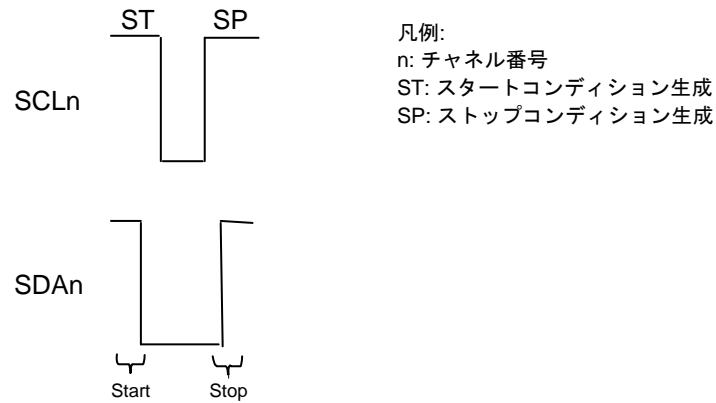 ST SP
SCLn
SDAn
Start Stop
凡例:
n: チャネル番号
ST: スタートコンディション生成
SP: ストップコンディション生成